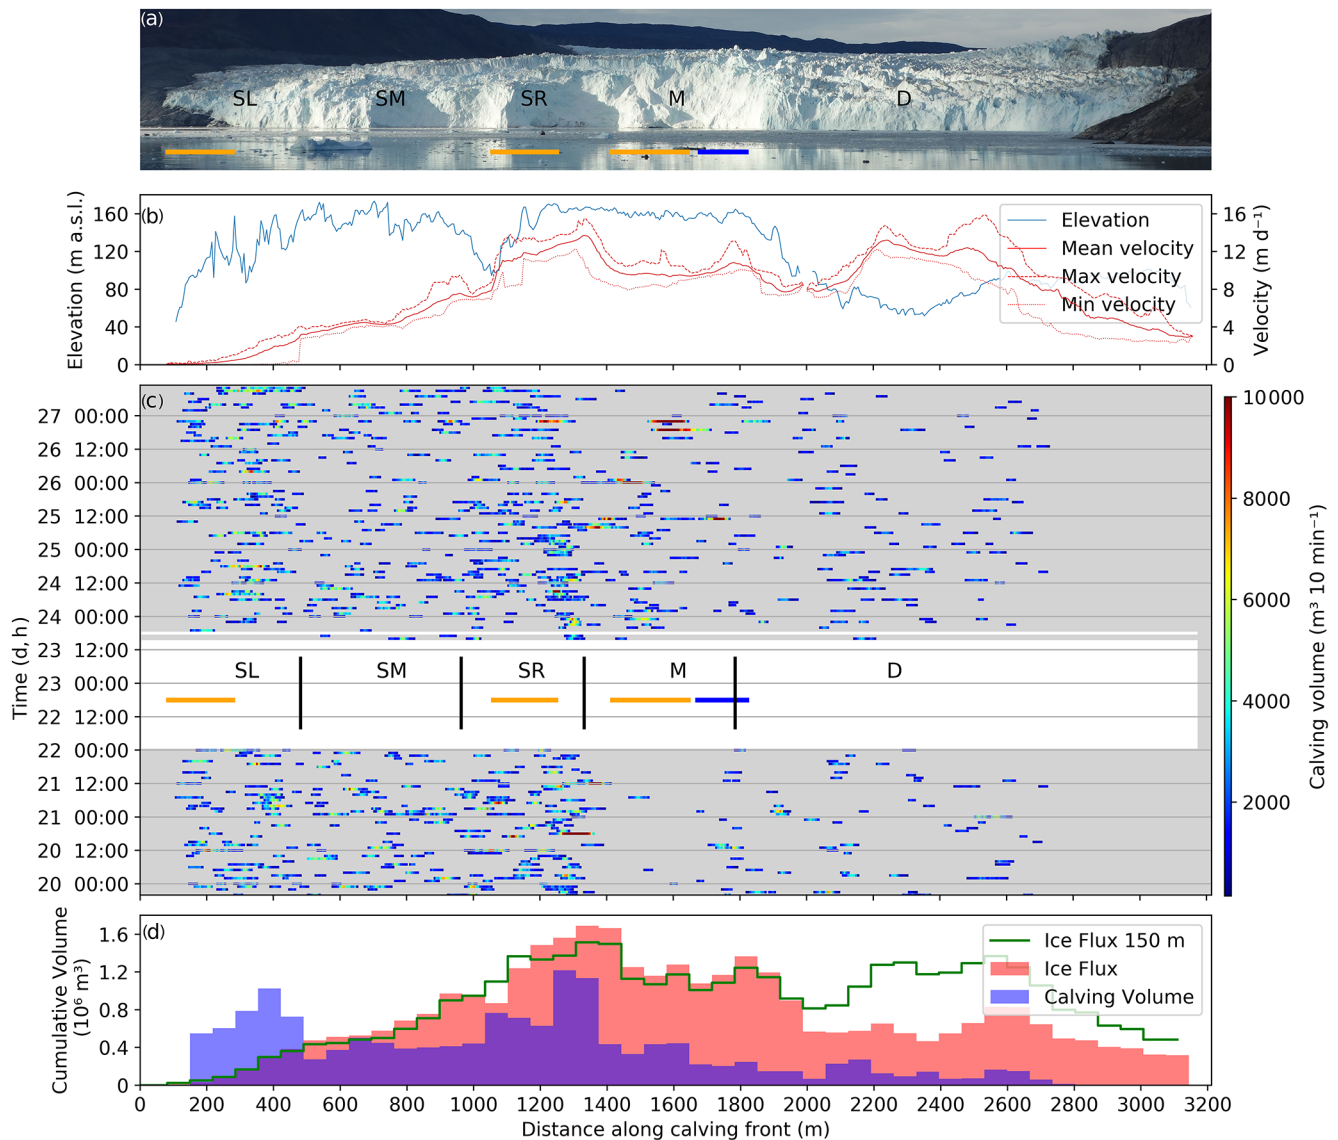 (a)
SL SM SR M D
(b)
Elevation (m a.s.l.)
160
120
80
40
0
Elevation
Mean velocity
Max velocity
Min velocity
16
12
8
4
0
Velocity (m d⁻¹)
(c)
Time (d, h)
27 00:00
26 12:00
26 00:00
25 12:00
25 00:00
24 12:00
24 00:00
23 12:00
23 00:00
22 12:00
22 00:00
21 12:00
21 00:00
20 12:00
20 00:00
SL SM SR M D
10000
8000
6000
4000
2000
Calving volume (m³ 10 min⁻¹)
(d)
Cumulative Volume
(10⁶ m³)
1.6
1.2
0.8
0.4
0
Ice Flux 150 m
Ice Flux
Calving Volume
0 200 400 600 800 1000 1200 1400 1600 1800 2000 2200 2400 2600 2800 3000 3200
Distance along calving front (m)